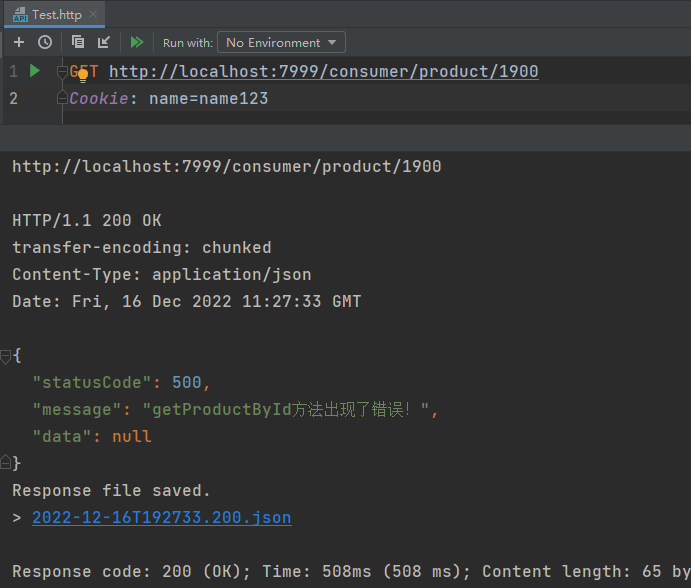 API Test.http
Run with: No Environment
1 GET http://localhost:7999/consumer/product/1900
2 Cookie: name=name123
http://localhost:7999/consumer/product/1900
HTTP/1.1 200 OK
transfer-encoding: chunked
Content-Type: application/json
Date: Fri, 16 Dec 2022 11:27:33 GMT
{
"statusCode": 500,
"message": "getProductById方法出现了错误！",
"data": null
}
Response file saved.
> 2022-12-16T192733.200.json
Response code: 200 (OK); Time: 508ms (508 ms); Content length: 65 by